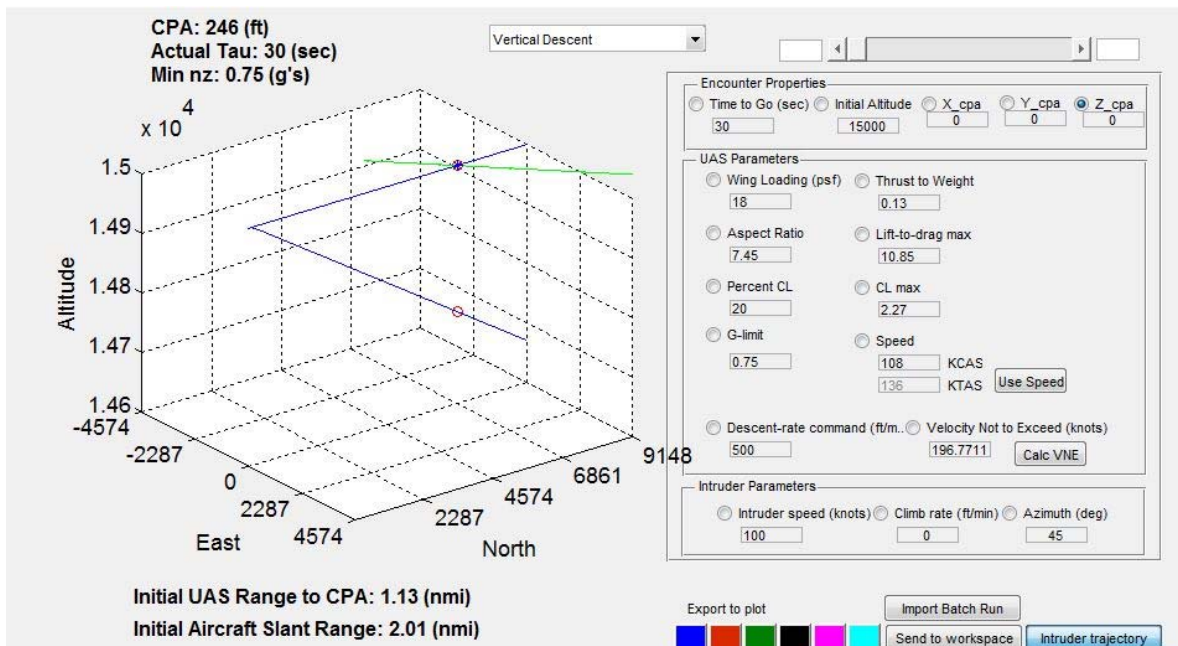 CPA: 246 (ft)
Actual Tau: 30 (sec)
Min nz: 0.75 (g's)
Vertical Descent
x 10
4
1.5
1.49
1.48
1.47
1.46
Altitude
-4574
-2287
0
2287
4574
East
2287
4574
6861
9148
North
Initial UAS Range to CPA: 1.13 (nmi)
Initial Aircraft Slant Range: 2.01 (nmi)
Encounter Properties
Time to Go (sec) Initial Altitude X_cpa Y_cpa Z_cpa
30 15000 0 0 0
UAS Parameters
Wing Loading (psf) Thrust to Weight
18 0.13
Aspect Ratio Lift-to-drag max
7.45 10.85
Percent CL CL max
20 2.27
G-limit Speed
0.75 108 KCAS
136 KTAS Use Speed
Descent-rate command (ft/m.. Velocity Not to Exceed (knots)
500 196.7711 Calc VNE
Intruder Parameters
Intruder speed (knots) Climb rate (ft/min) Azimuth (deg)
100 0 45
Export to plot Import Batch Run
Send to workspace Intruder trajectory